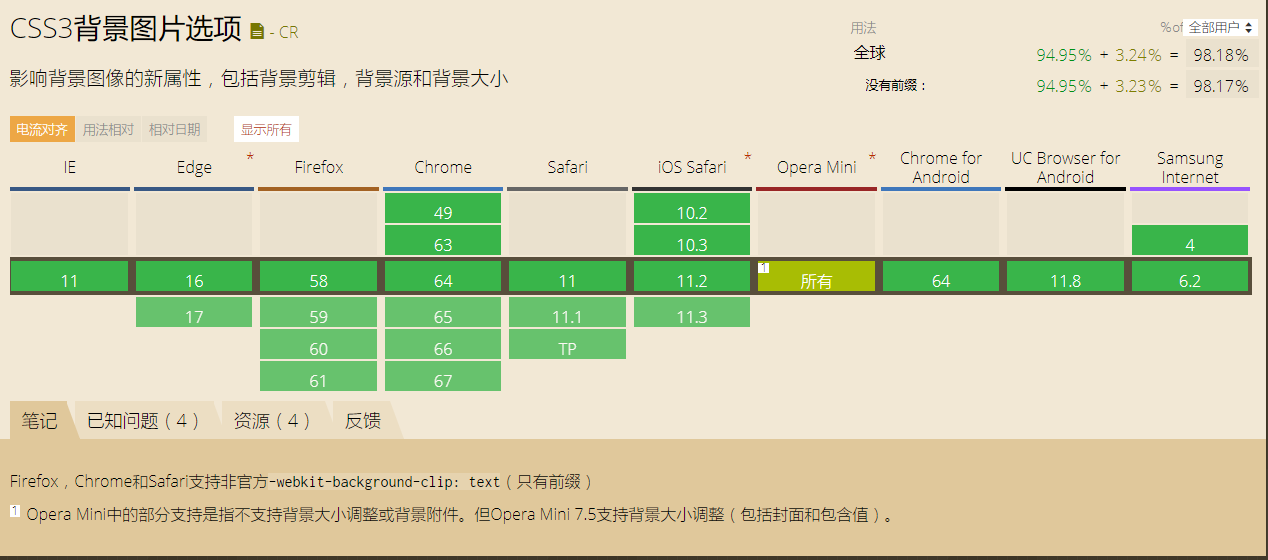 CSS3背景图片选项 - CR
用法 %of 全部用户
全球 94.95% + 3.24% = 98.18%
影响背景图像的新属性，包括背景剪辑，背景源和背景大小
没有前缀： 94.95% + 3.23% = 98.17%
电流对齐 用法相对 相对日期 显示所有
IE Edge * Firefox Chrome Safari iOS Safari * Opera Mini * Chrome for Android UC Browser for Android Samsung Internet
49 10.2
63 10.3 4
11 16 58 64 11 11.2 1 所有 64 11.8 6.2
17 59 65 11.1 11.3
60 66 TP
61 67
笔记 已知问题（4） 资源（4） 反馈
Firefox，Chrome和Safari支持非官方-webkit-background-clip: text（只有前缀）
1 Opera Mini中的部分支持是指不支持背景大小调整或背景附件。但Opera Mini 7.5支持背景大小调整（包括封面和包含值）。